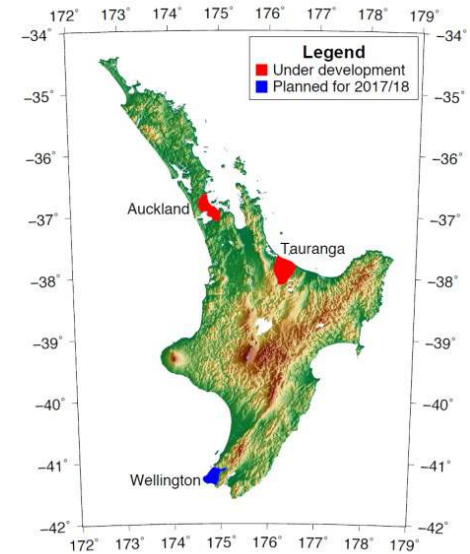 172˚ 173˚ 174˚ 175˚ 176˚ 177˚ 178˚ 179˚
Legend
Under development
Planned for 2017/18
−34˚ −34˚
−35˚ −35˚
−36˚ −36˚
Auckland
−37˚ −37˚
Tauranga
−38˚ −38˚
−39˚ −39˚
−40˚ −40˚
−41˚ −41˚
Wellington
−42˚ −42˚
172˚ 173˚ 174˚ 175˚ 176˚ 177˚ 178˚ 179˚